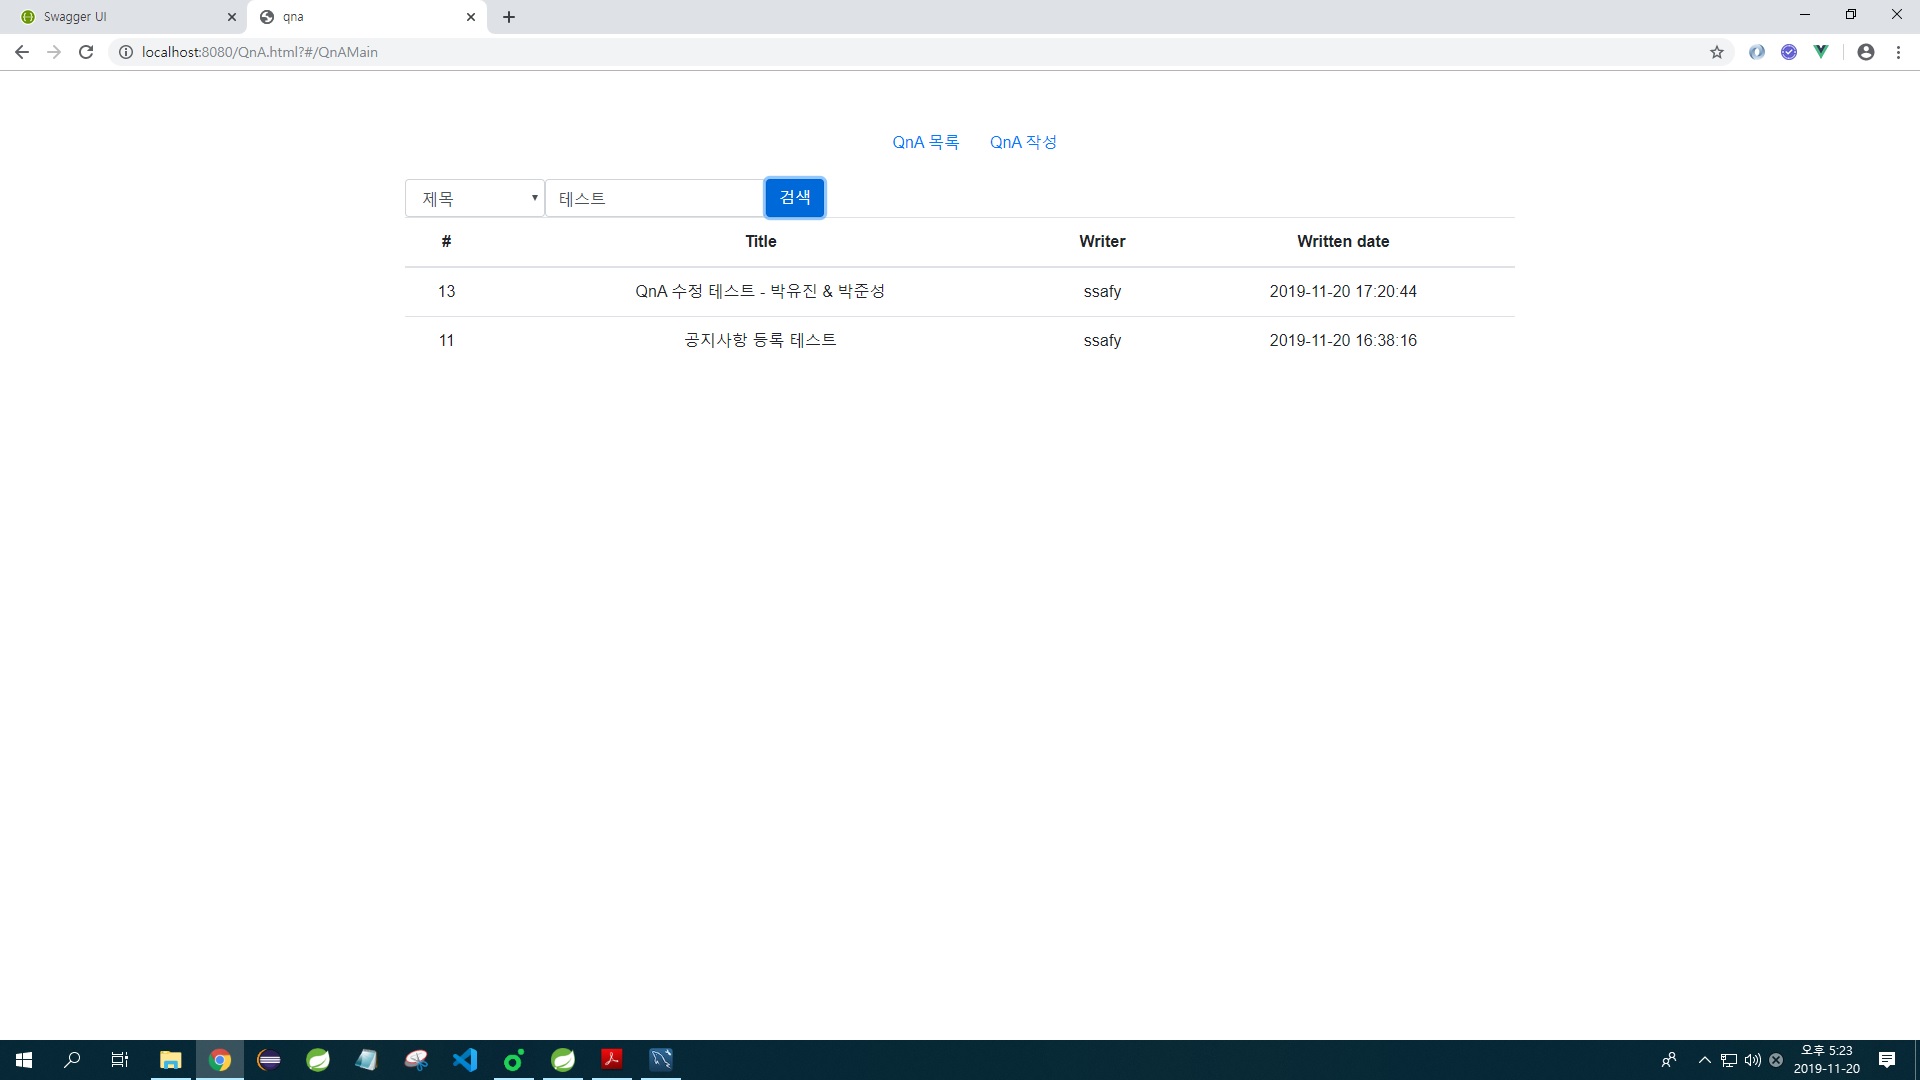 Swagger UI
qna
localhost:8080/QnA.html?#/QnAMain
QnA 목록 QnA 작성
제목 테스트 검색
# Title Writer Written date
13 QnA 수정 테스트 - 박유진 & 박준성 ssafy 2019-11-20 17:20:44
11 공지사항 등록 테스트 ssafy 2019-11-20 16:38:16
오후 5:23
2019-11-20